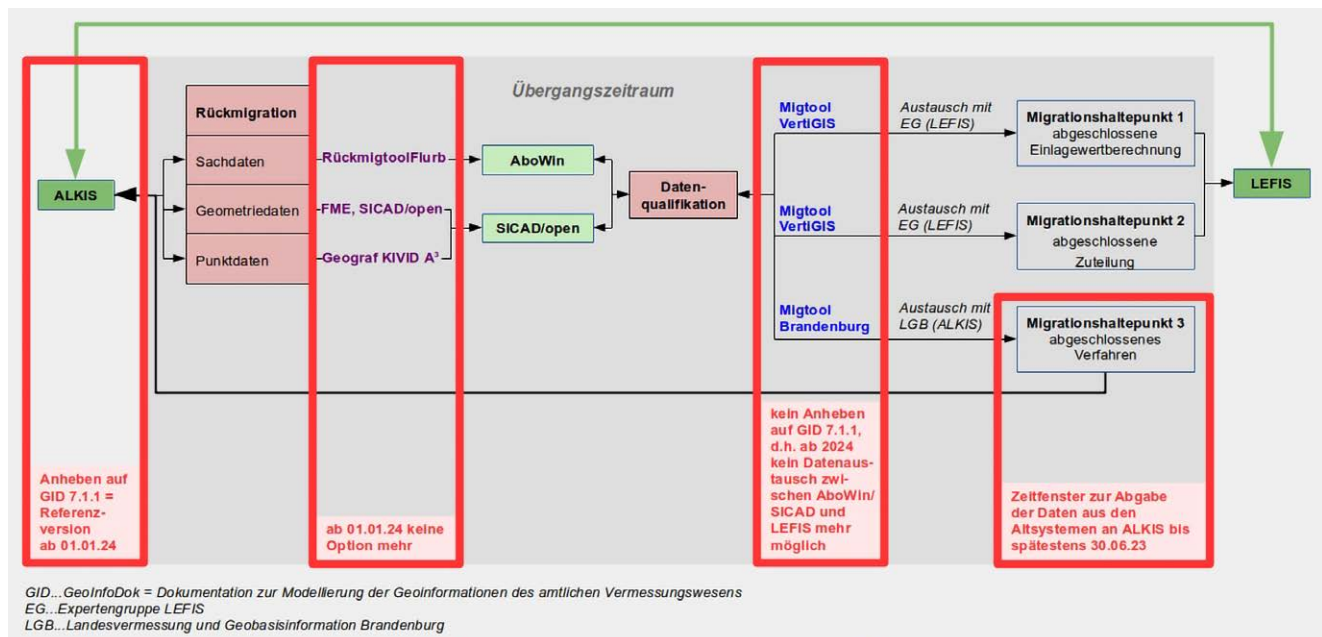 Übergangszeitraum
Rückmigration
Sachdaten
Geometriedaten
Punktdaten
ALKIS
RückmigtoolFlurb
FME, SICAD/open
Geograf KIVID A³
AboWin
SICAD/open
Daten-
qualifikation
Migtool
VertiGIS
Austausch mit
EG (LEFIS)
Migrationshaltepunkt 1
abgeschlossene
Einlagewertberechnung
Migtool
VertiGIS
Austausch mit
EG (LEFIS)
Migrationshaltepunkt 2
abgeschlossene
Zuteilung
Migtool
Brandenburg
Austausch mit
LGB (ALKIS)
Migrationshaltepunkt 3
abgeschlossenes
Verfahren
LEFIS
Anheben auf
GID 7.1.1 =
Referenz-
version
ab 01.01.24
ab 01.01.24 keine
Option mehr
kein Anheben
auf GID 7.1.1,
d.h. ab 2024
kein Datenaus-
tausch zwi-
schen AboWin/
SICAD und
LEFIS mehr
möglich
Zeitfenster zur Abgabe
der Daten aus den
Altsystemen an ALKIS bis
spätestens 30.06.23
GID...GeoInfoDok = Dokumentation zur Modellierung der Geoinformationen des amtlichen Vermessungswesens
EG...Expertengruppe LEFIS
LGB...Landesvermessung und Geobasisinformation Brandenburg